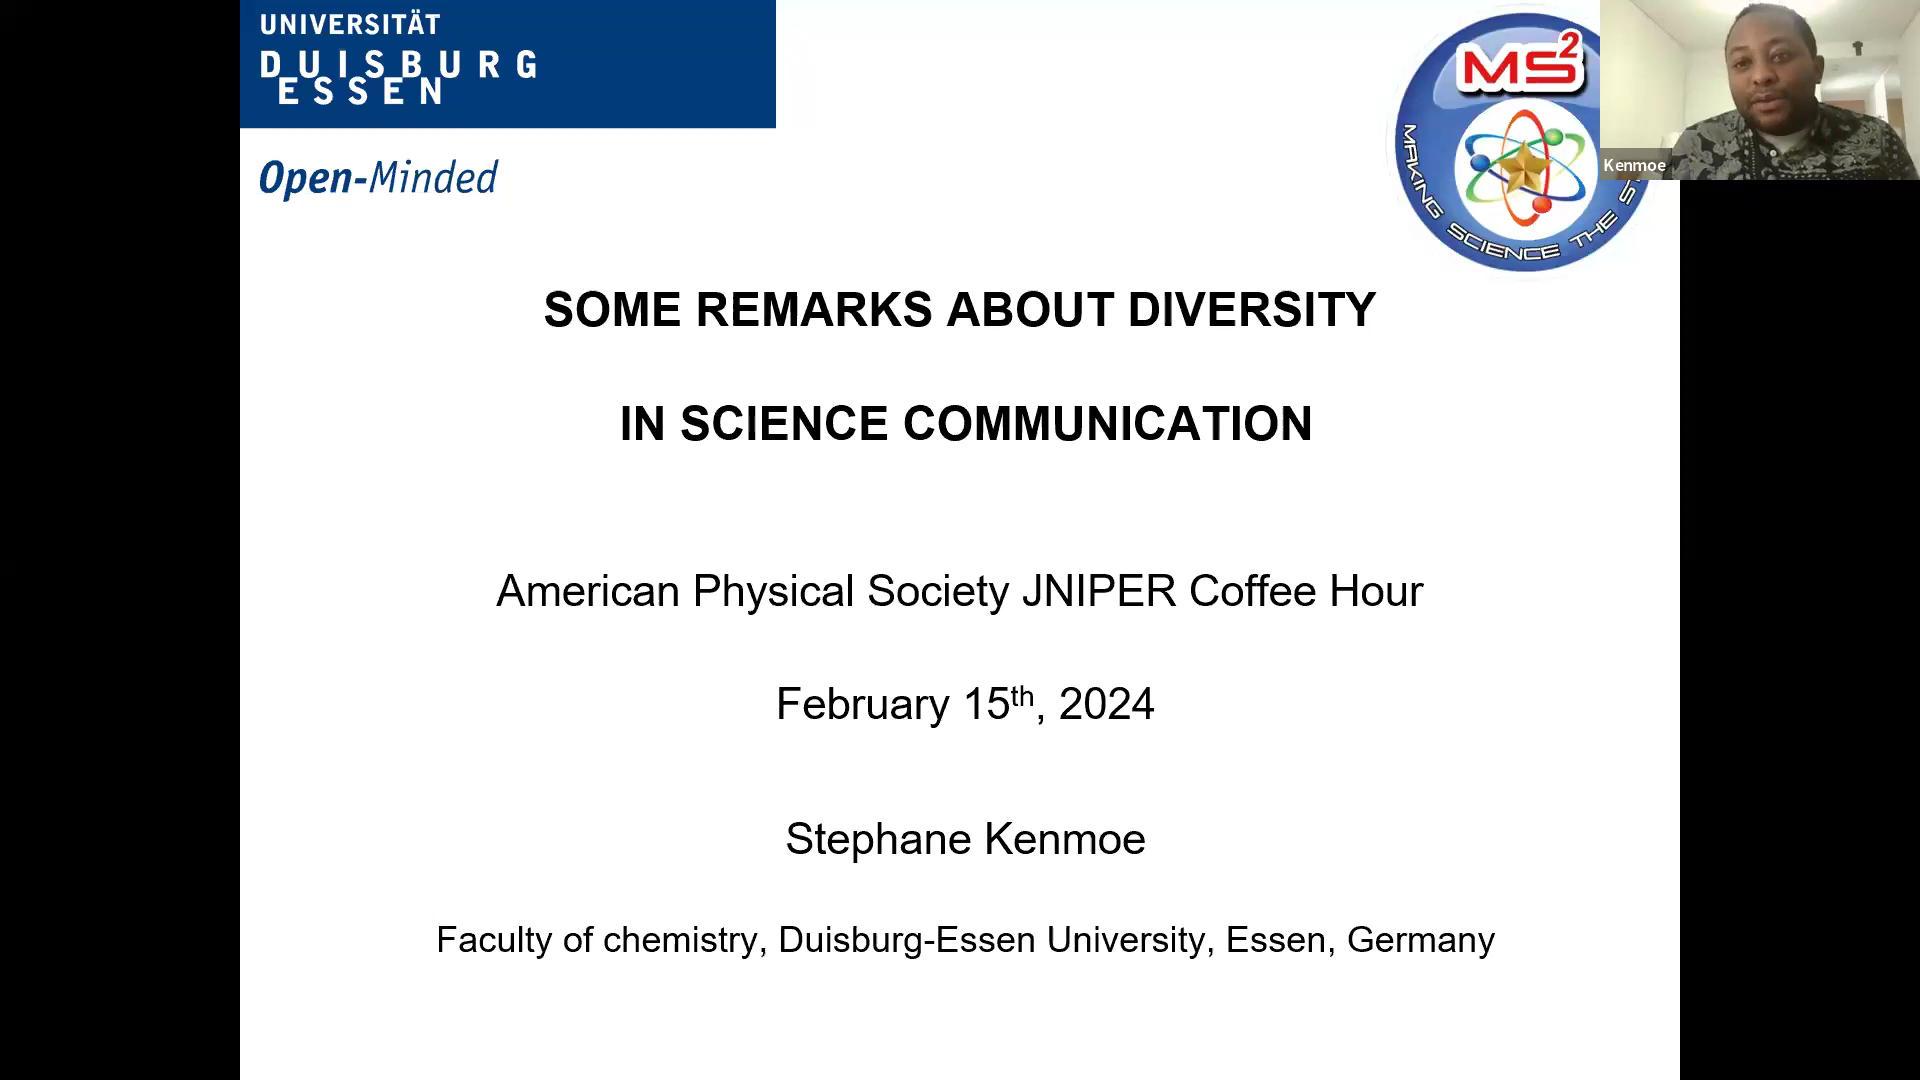 UNIVERSITÄT
DUISBURG
ESSEN
Open-Minded
MS²
MAKING SCIENCE THE
Kenmoe
SOME REMARKS ABOUT DIVERSITY
IN SCIENCE COMMUNICATION
American Physical Society JNIPER Coffee Hour
February 15th, 2024
Stephane Kenmoe
Faculty of chemistry, Duisburg-Essen University, Essen, Germany